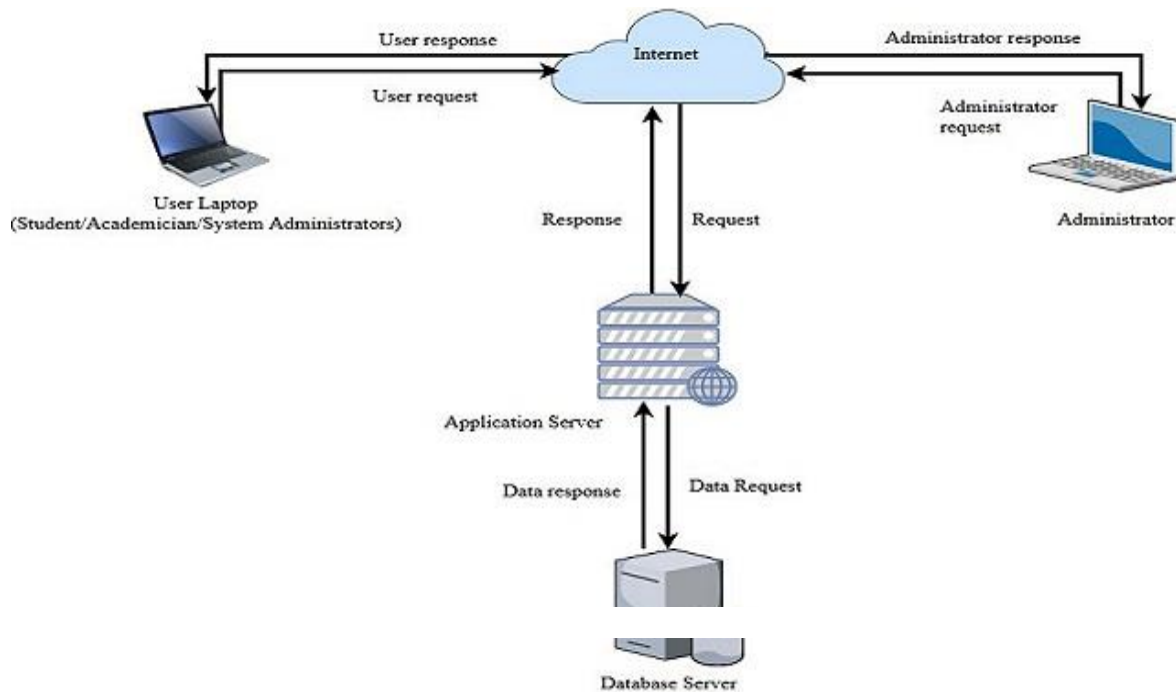 User response
Internet
Administrator response
User request
Administrator
request
User Laptop
(Student/Academician/System Administrators)
Administrator
Response
Request
Application Server
Data response
Data Request
Database Server